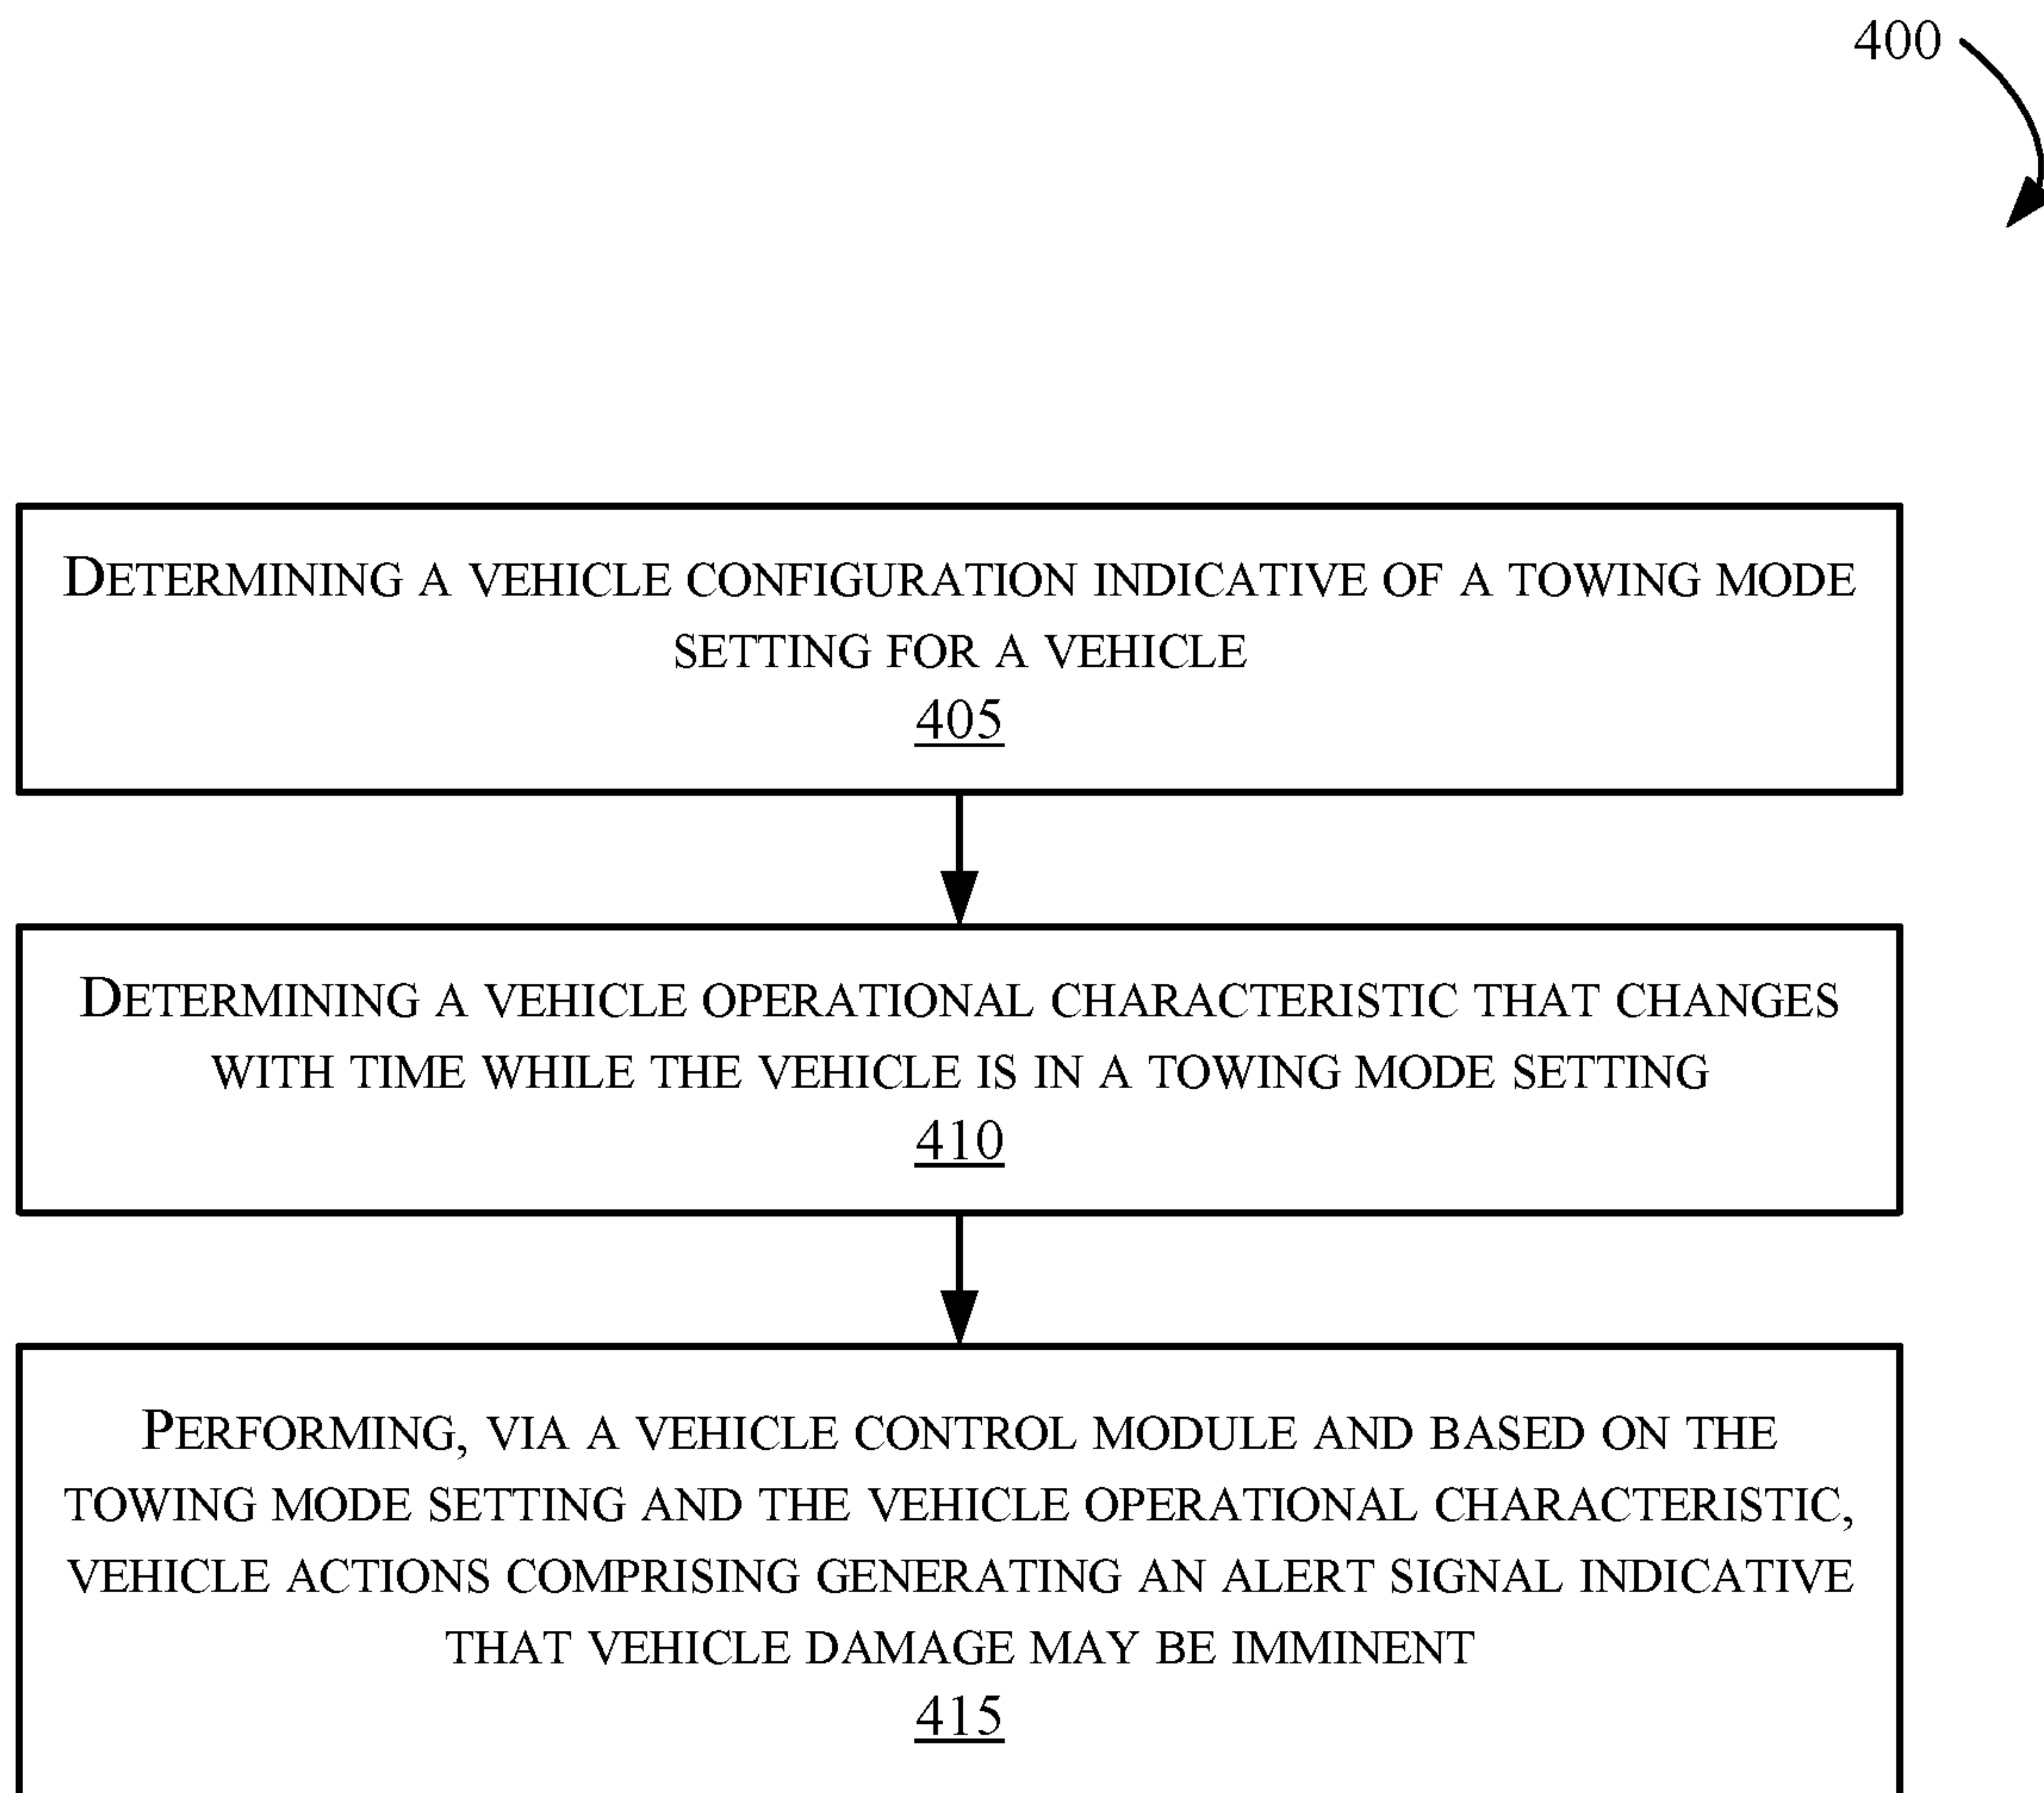 400
DETERMINING A VEHICLE CONFIGURATION INDICATIVE OF A TOWING MODE
SETTING FOR A VEHICLE
405
DETERMINING A VEHICLE OPERATIONAL CHARACTERISTIC THAT CHANGES
WITH TIME WHILE THE VEHICLE IS IN A TOWING MODE SETTING
410
PERFORMING, VIA A VEHICLE CONTROL MODULE AND BASED ON THE
TOWING MODE SETTING AND THE VEHICLE OPERATIONAL CHARACTERISTIC,
VEHICLE ACTIONS COMPRISING GENERATING AN ALERT SIGNAL INDICATIVE
THAT VEHICLE DAMAGE MAY BE IMMINENT
415